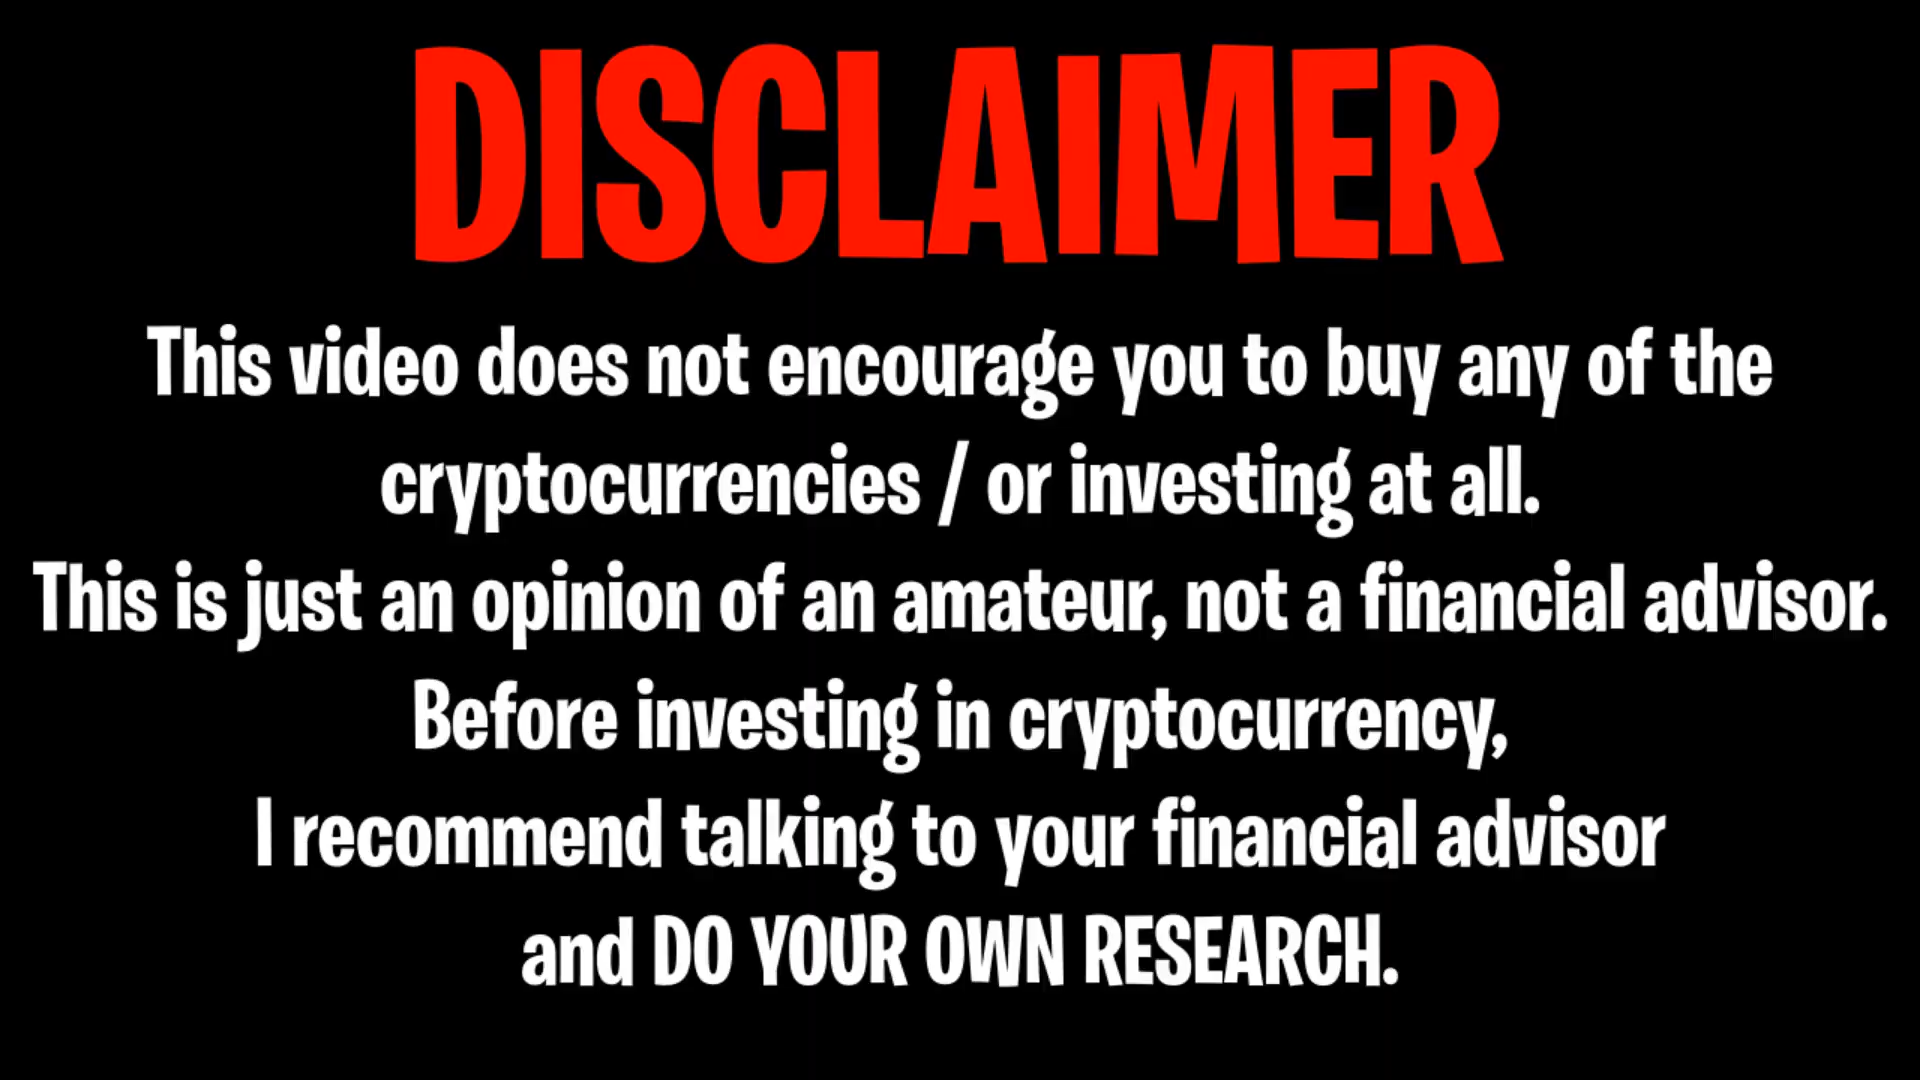 DISCLAIMER
This video does not encourage you to buy any of the
cryptocurrencies / or investing at all.
This is just an opinion of an amateur, not a financial advisor.
Before investing in cryptocurrency,
I recommend talking to your financial advisor
and DO YOUR OWN RESEARCH.